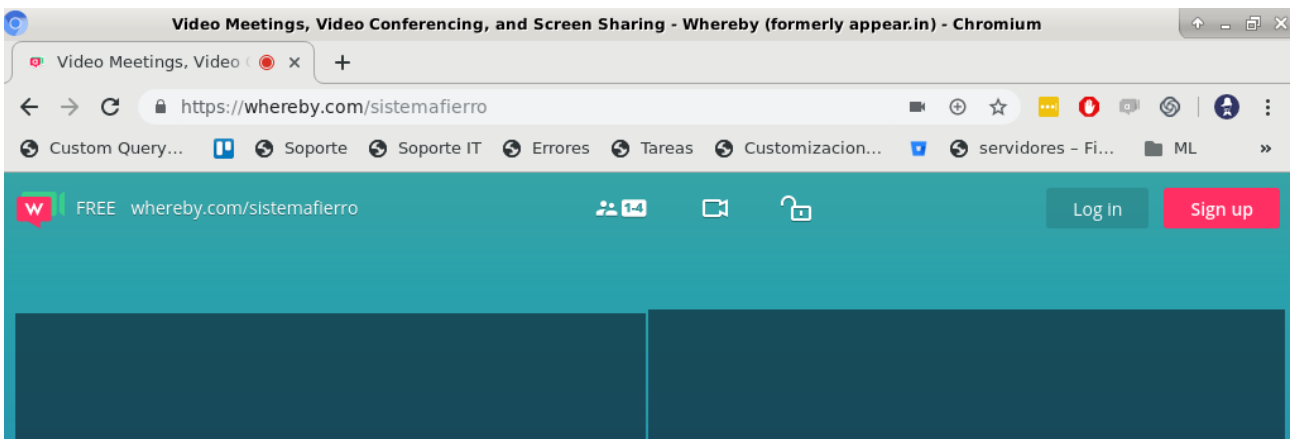 Video Meetings, Video Conferencing, and Screen Sharing - Whereby (formerly appear.in) - Chromium
Video Meetings, Video
https://whereby.com/sistemafierro
Custom Query... Soporte Soporte IT Errores Tareas Customizacion... servidores – Fi... ML »
W FREE whereby.com/sistemafierro 1-4 Log in Sign up